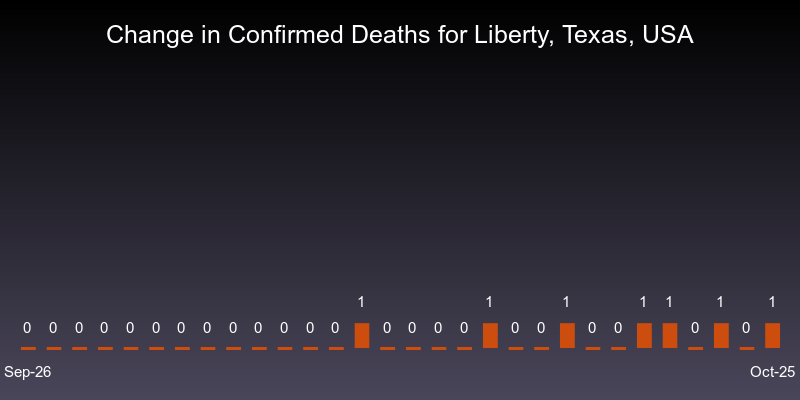 Change in Confirmed Deaths for Liberty, Texas, USA
1 1 1 1 1 1 1
0 0 0 0 0 0 0 0 0 0 0 0 0 0 0 0 0 0 0 0 0 0 0
Sep-26 Oct-25